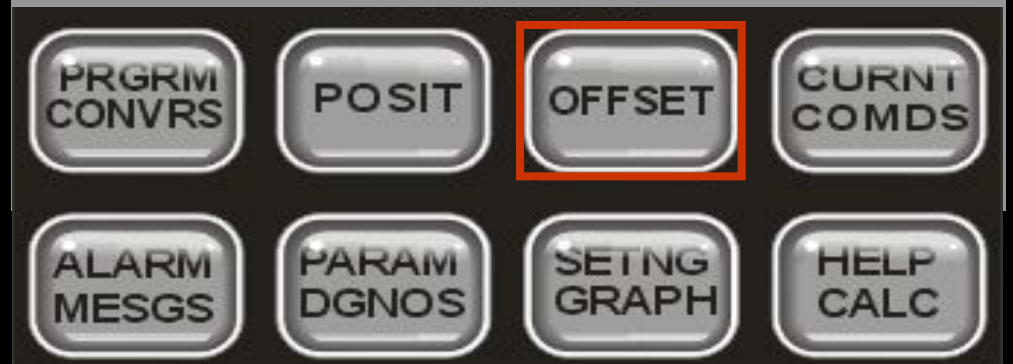 PRGRM
CONVRS
POSIT
OFFSET
CURNT
COMDS
ALARM
MESGS
PARAM
DGNOS
SETNG
GRAPH
HELP
CALC